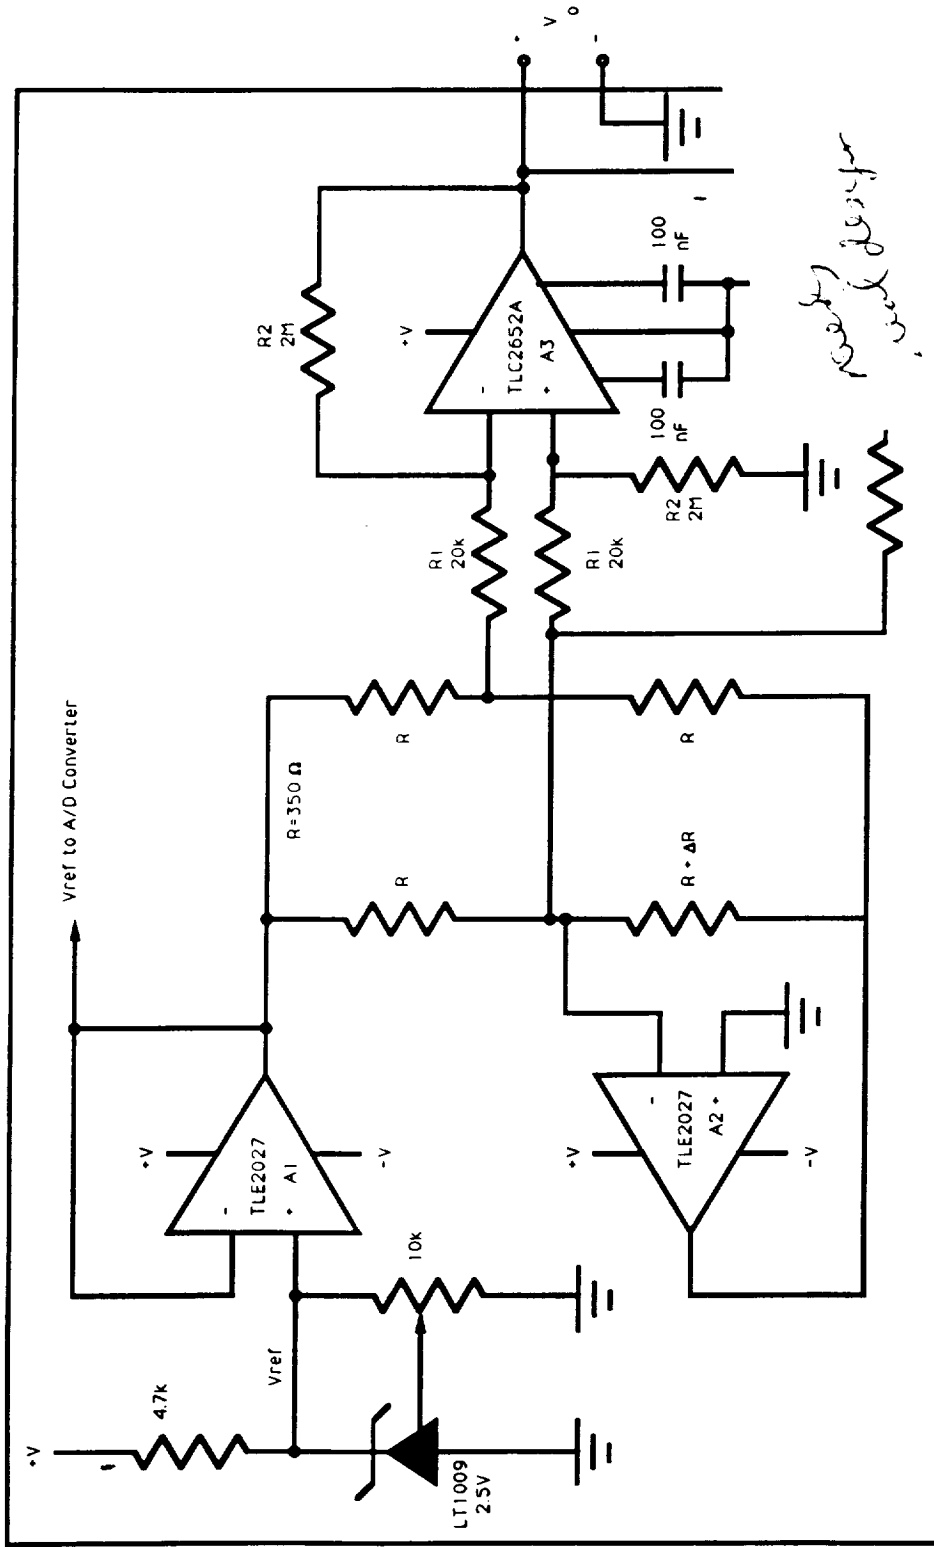 Vref to A/D Converter
+V
4.7k
Vref
LT1009
2.5V
10k
+V
-
TLE2027
+ A1
-V
R=350 Ω
R
R
R + ΔR
R
+V
-
TLE2027
A2 +
-V
R1
20k
R1
20k
R2
2M
R2
2M
+V
-
TLC2652A
+ A3
100
nF
100
nF
+
V o
-